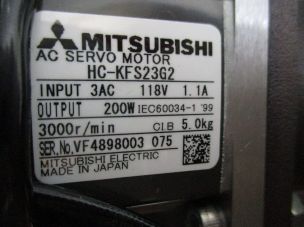 MITSUBISHI
AC SERVO MOTOR
HC-KFS23G2
INPUT 3AC 118V 1.1A
OUTPUT 200W IEC60034-1 '99
3000r/min CI.B 5.0kg
SER.No.VF4898003 075
MITSUBISHI ELECTRIC
MADE IN JAPAN